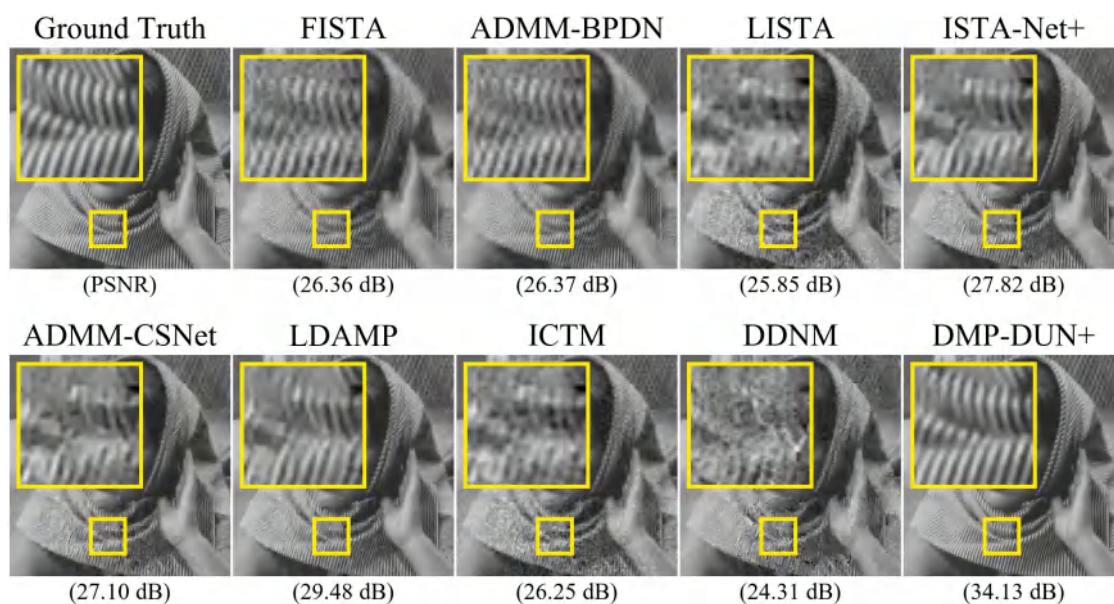 Ground Truth FISTA ADMM-BPDN LISTA ISTA-Net+
(PSNR) (26.36 dB) (26.37 dB) (25.85 dB) (27.82 dB)
ADMM-CSNet LDAMP ICTM DDNM DMP-DUN+
(27.10 dB) (29.48 dB) (26.25 dB) (24.31 dB) (34.13 dB)